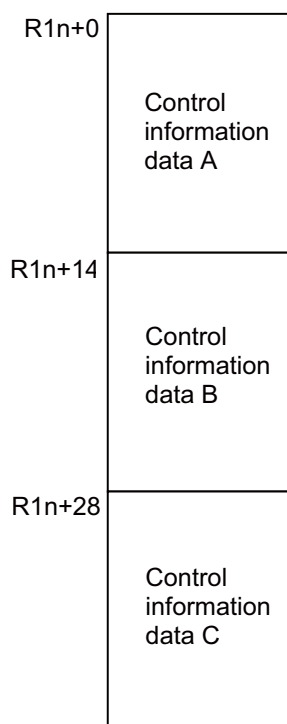 R1n+0
Control
information
data A
R1n+14
Control
information
data B
R1n+28
Control
information
data C